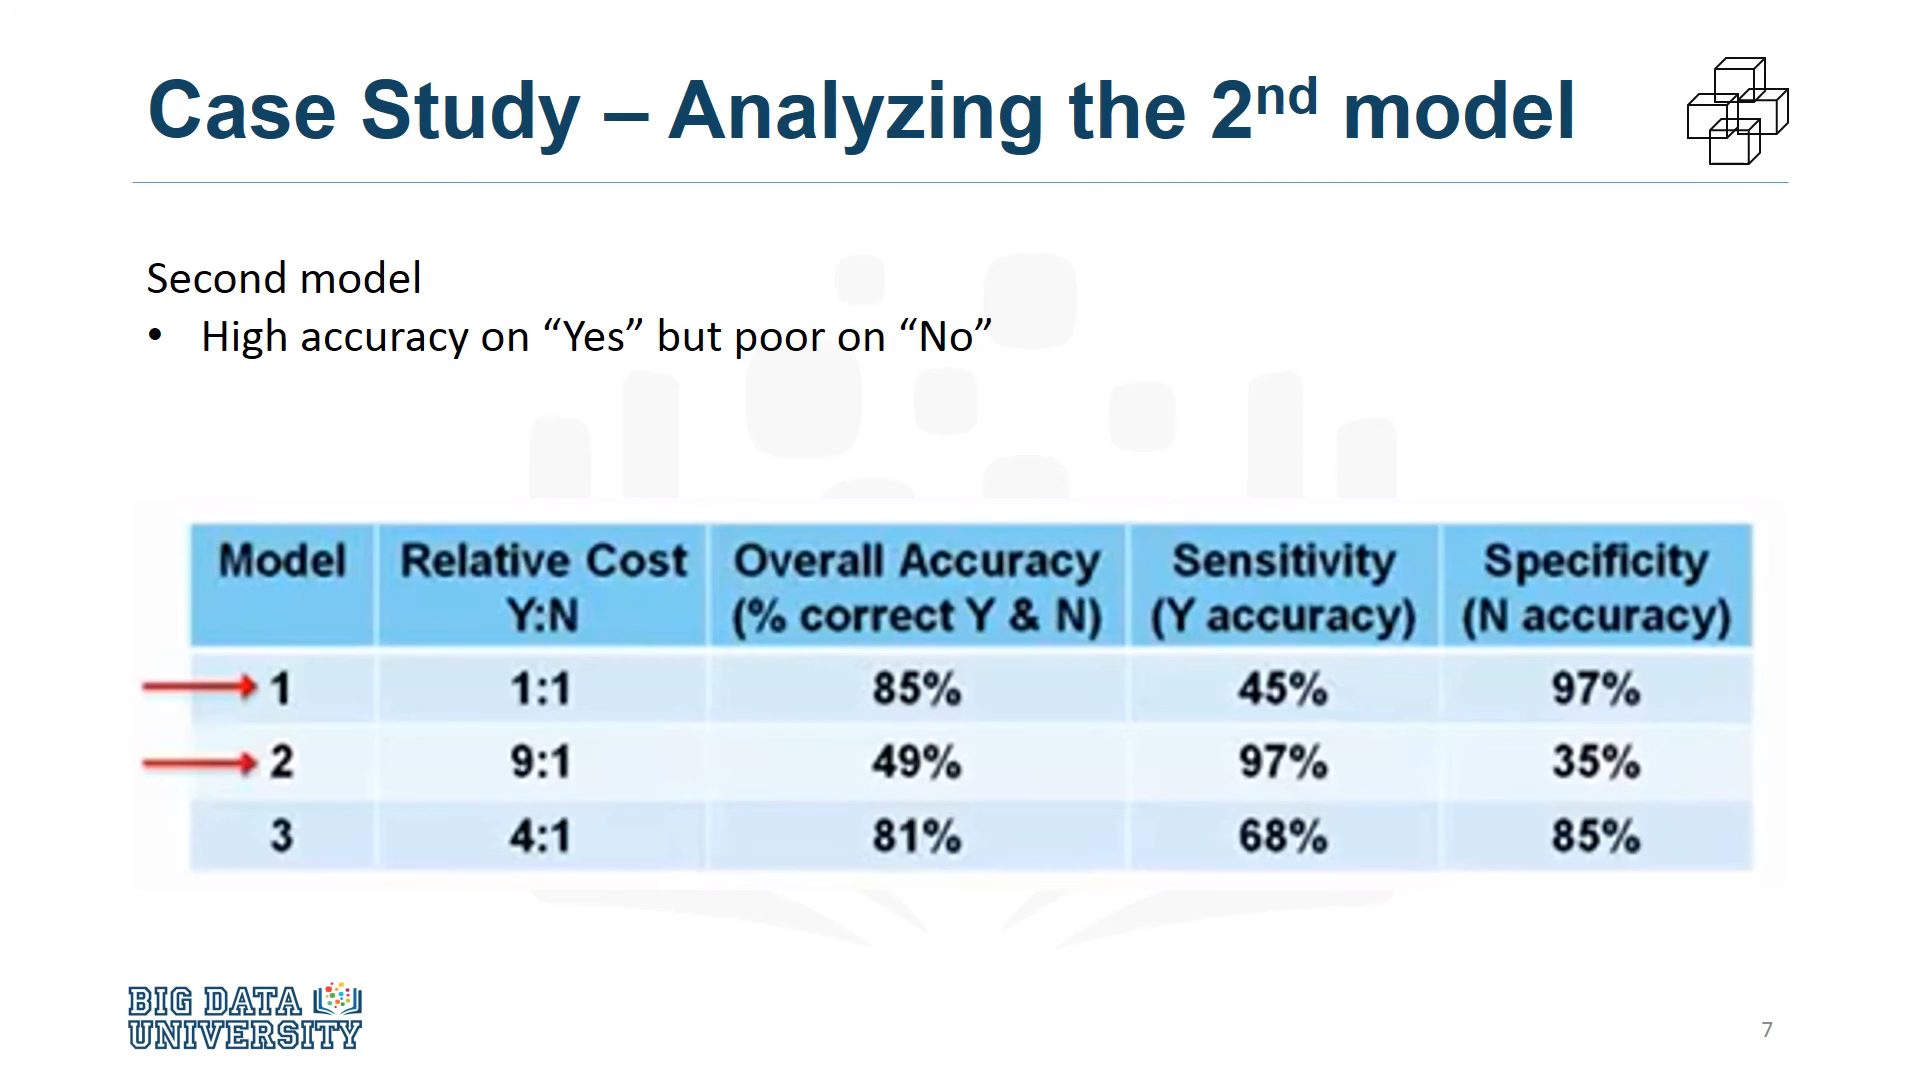 Case Study – Analyzing the 2nd model
Second model
• High accuracy on “Yes” but poor on “No”
Model Relative Cost Overall Accuracy Sensitivity Specificity
Y:N (% correct Y & N) (Y accuracy) (N accuracy)
1 1:1 85% 45% 97%
2 9:1 49% 97% 35%
3 4:1 81% 68% 85%
BIG DATA
UNIVERSITY
7